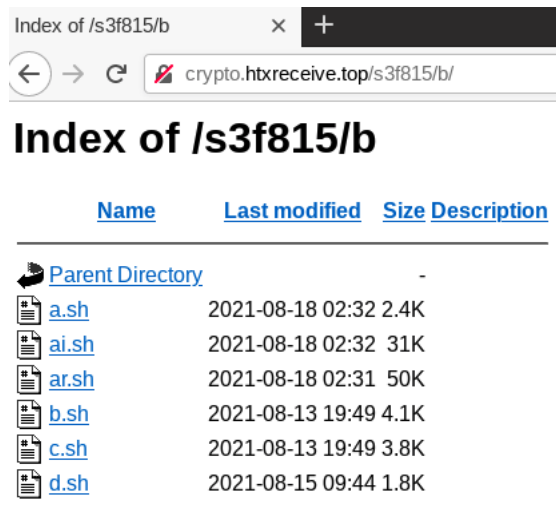 Index of /s3f815/b
crypto.htxreceive.top/s3f815/b/
Index of /s3f815/b
Name Last modified Size Description
Parent Directory -
a.sh 2021-08-18 02:32 2.4K
ai.sh 2021-08-18 02:32 31K
ar.sh 2021-08-18 02:31 50K
b.sh 2021-08-13 19:49 4.1K
c.sh 2021-08-13 19:49 3.8K
d.sh 2021-08-15 09:44 1.8K